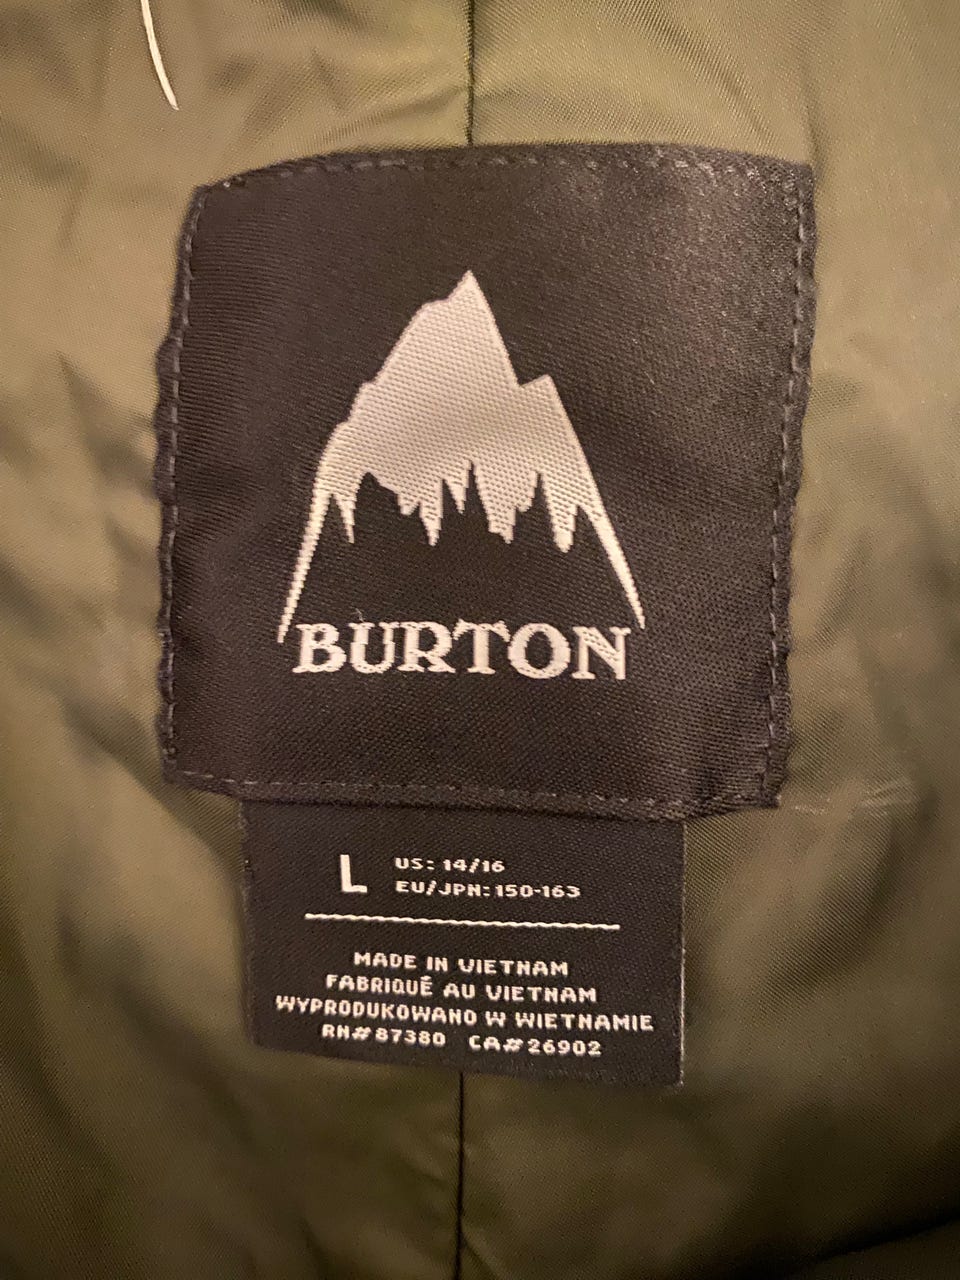 BURTON
L US: 14/16
EU/JPN: 150-163
MADE IN VIETNAM
FABRIQUÉ AU VIETNAM
WYPRODUKOWANO W WIETNAMIE
RN# 87380 CA# 26902